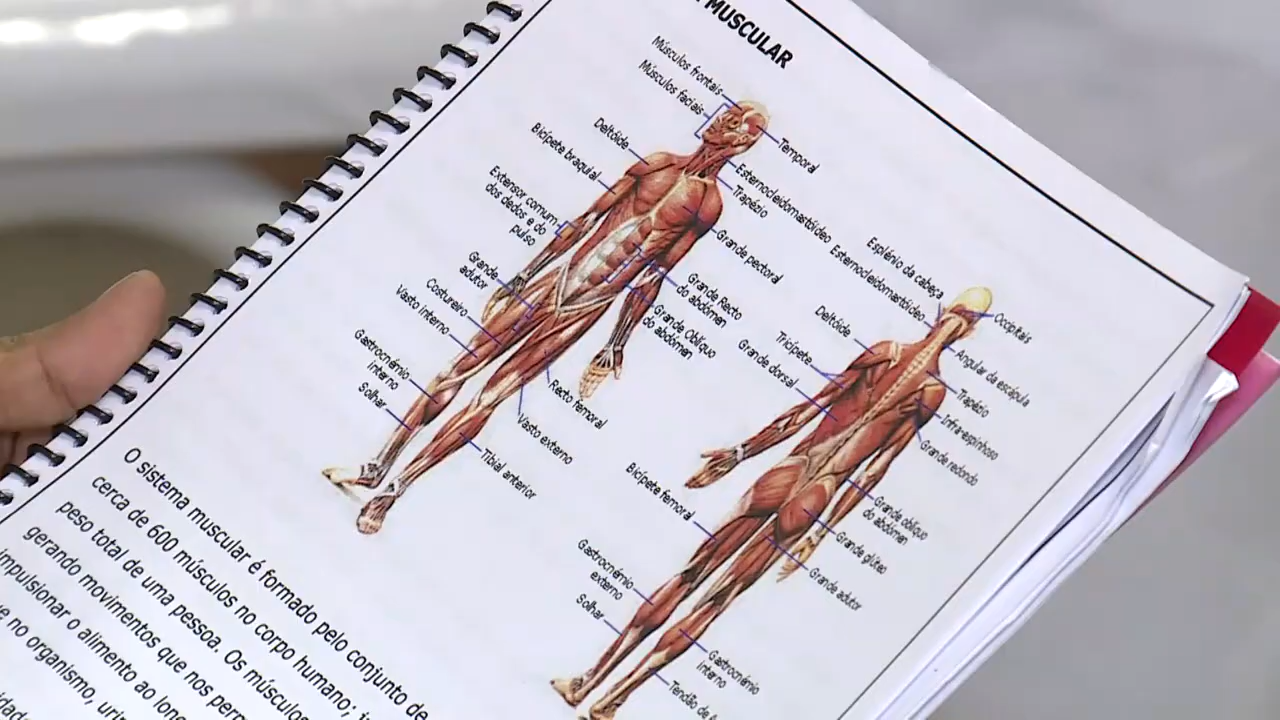 MUSCULAR
Músculos frontais
Músculos faciais
Deltóide
Bicípete braquial
Extensor comum
dos dedos e do
pulso
Grande
adutor
Costureiro
Vasto interno
Gastrocnémio
interno
Solhar
Temporal
Esternocleidomastóideo
Trapézio
Grande pectoral
Grande Recto
do abdómen
Grande Oblíquo
do abdómen
Recto femoral
Vasto externo
Tibial anterior
Esplénio da cabeça
Esternocleidomastóideo
Deltóide
Tricípete
Grande dorsal
Bicípete femoral
Gastrocnémio
externo
Solhar
Occipitais
Angular da escápula
Trapézio
Infra-espinhoso
Grande redondo
Grande oblíquo
do abdómen
Grande glúteo
Grande adutor
Gastrocnémio
interno
Tendão de
O sistema muscular é formado pelo conjunto de
cerca de 600 músculos no corpo humano;
peso total de uma pessoa. Os músculos
gerando movimentos que nos
impulsionar o alimento ao
no organismo,